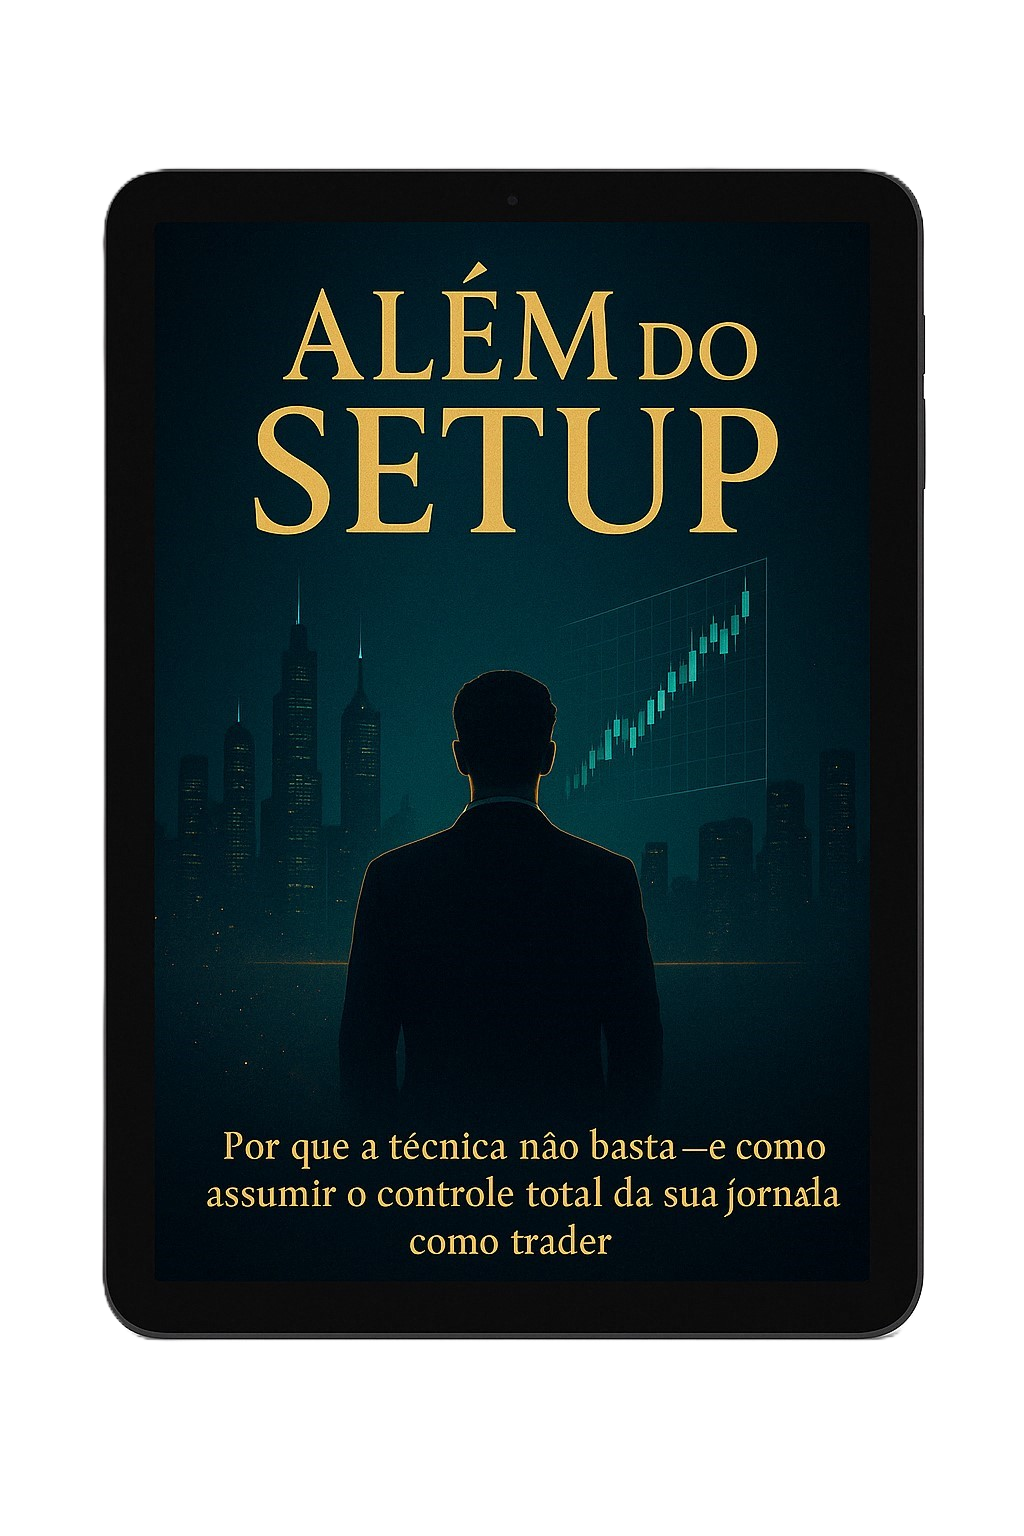 ALÉM DO
SETUP
Por que a técnica nâo basta—e como
assumir o controle total da sua jornada
como trader